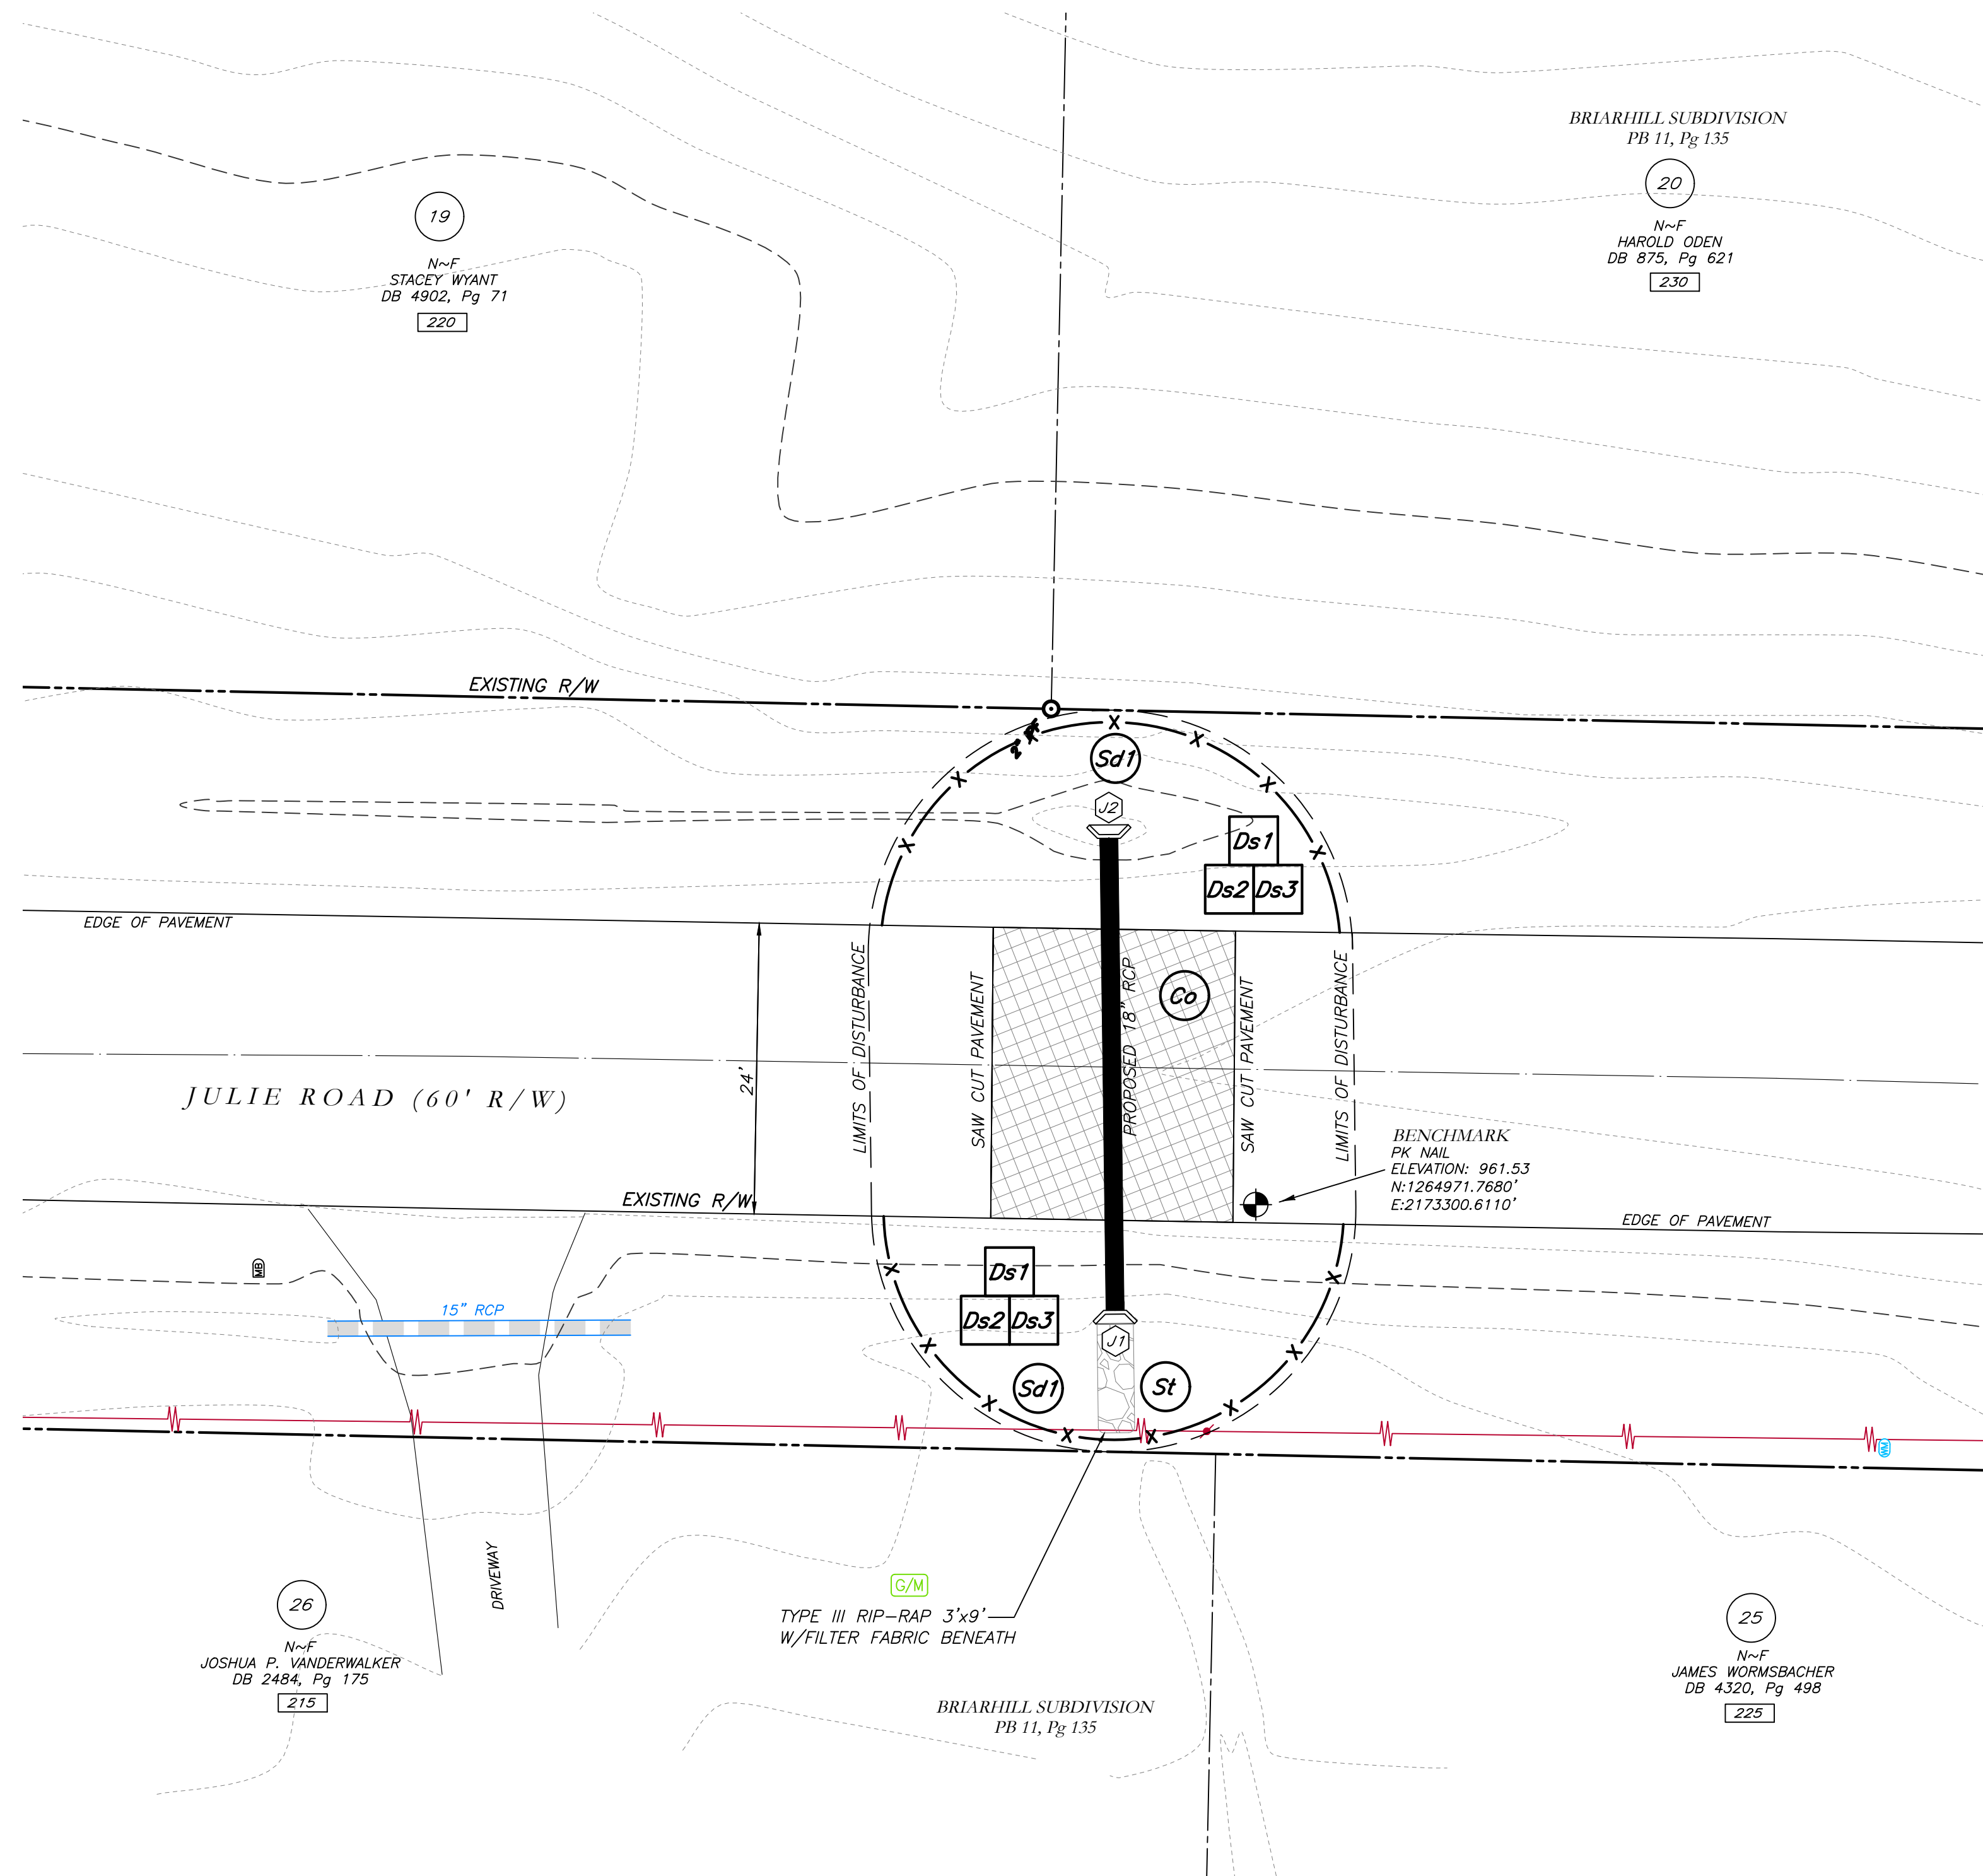 BRIARHILL SUBDIVISION
PB 11, Pg 135
20
N~F
HAROLD ODEN
DB 875, Pg 621
230
19
N~F
STACEY WYANT
DB 4902, Pg 71
220
EXISTING R/W
Sd1
J2
Ds1
Ds2
Ds3
EDGE OF PAVEMENT
LIMITS OF DISTURBANCE
SAW CUT PAVEMENT
PROPOSED 18" RCP
Co
SAW CUT PAVEMENT
LIMITS OF DISTURBANCE
24'
JULIE ROAD (60' R/W)
BENCHMARK
PK NAIL
ELEVATION: 961.53
N:1264971.7680'
E:2173300.6110'
EXISTING R/W
EDGE OF PAVEMENT
MB
Ds1
Ds2
Ds3
15" RCP
J1
Sd1
St
WM
DRIVEWAY
G/M
TYPE III RIP-RAP 3'x9'
W/FILTER FABRIC BENEATH
26
N~F
JOSHUA P. VANDERWALKER
DB 2484, Pg 175
215
25
N~F
JAMES WORMSBACHER
DB 4320, Pg 498
225
BRIARHILL SUBDIVISION
PB 11, Pg 135